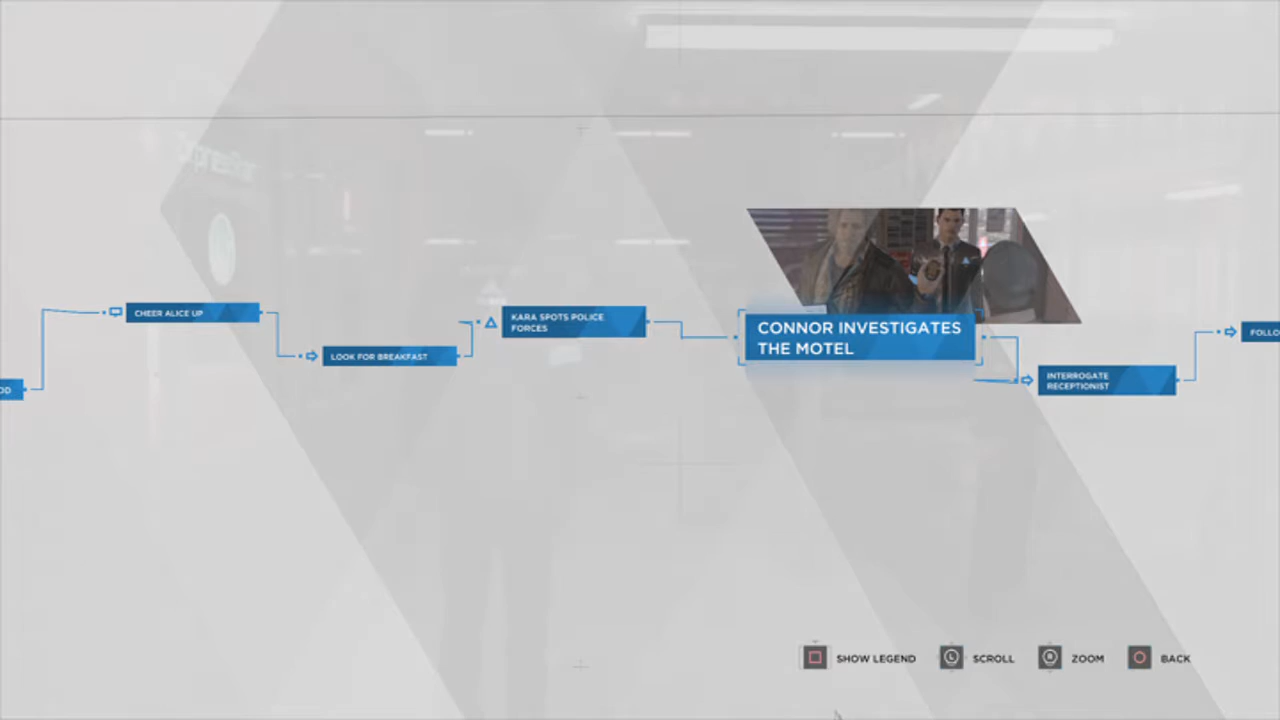 CHEER ALICE UP
LOOK FOR BREAKFAST
KARA SPOTS POLICE
FORCES
CONNOR INVESTIGATES
THE MOTEL
INTERROGATE
RECEPTIONIST
SHOW LEGEND
L
SCROLL
R
ZOOM
BACK